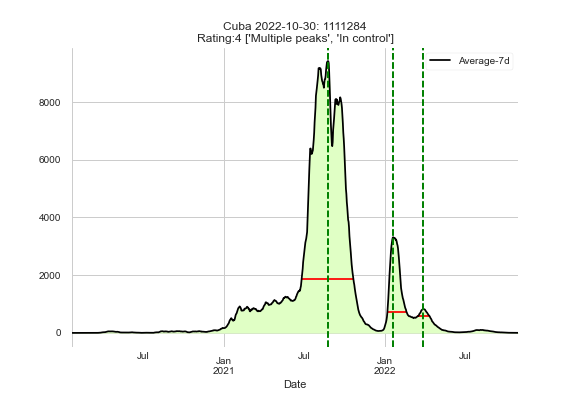 Cuba 2022-10-30: 1111284
Rating:4 ['Multiple peaks', 'In control']
Average-7d
8000
6000
4000
2000
0
Jul
Jan
2021
Jul
Jan
2022
Jul
Date